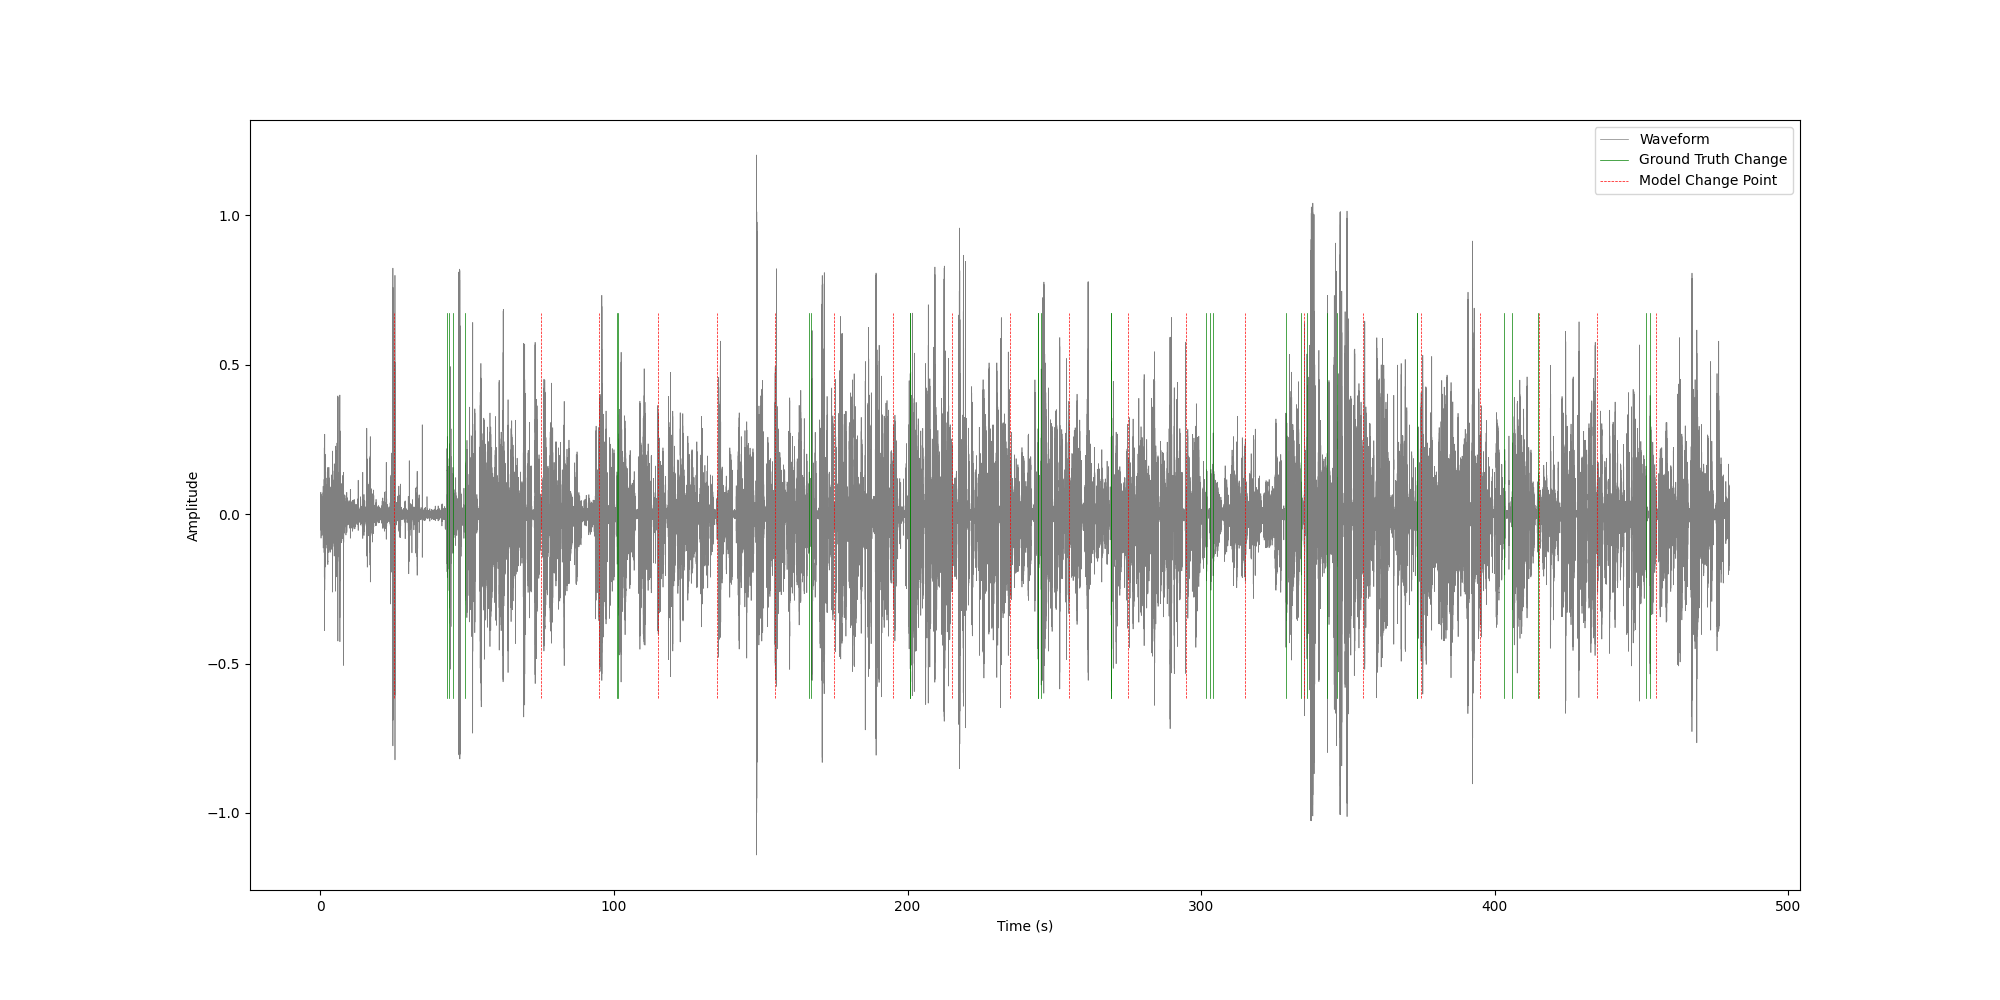 Waveform
Ground Truth Change
Model Change Point
Amplitude
1.0
0.5
0.0
−0.5
−1.0
0 100 200 300 400 500
Time (s)